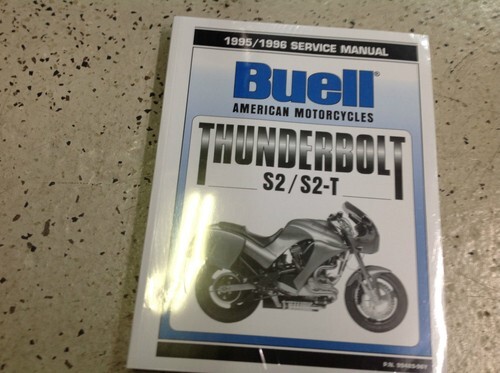 1995/1996 SERVICE MANUAL
Buell®
AMERICAN MOTORCYCLES
THUNDERBOLT
S2/S2-T